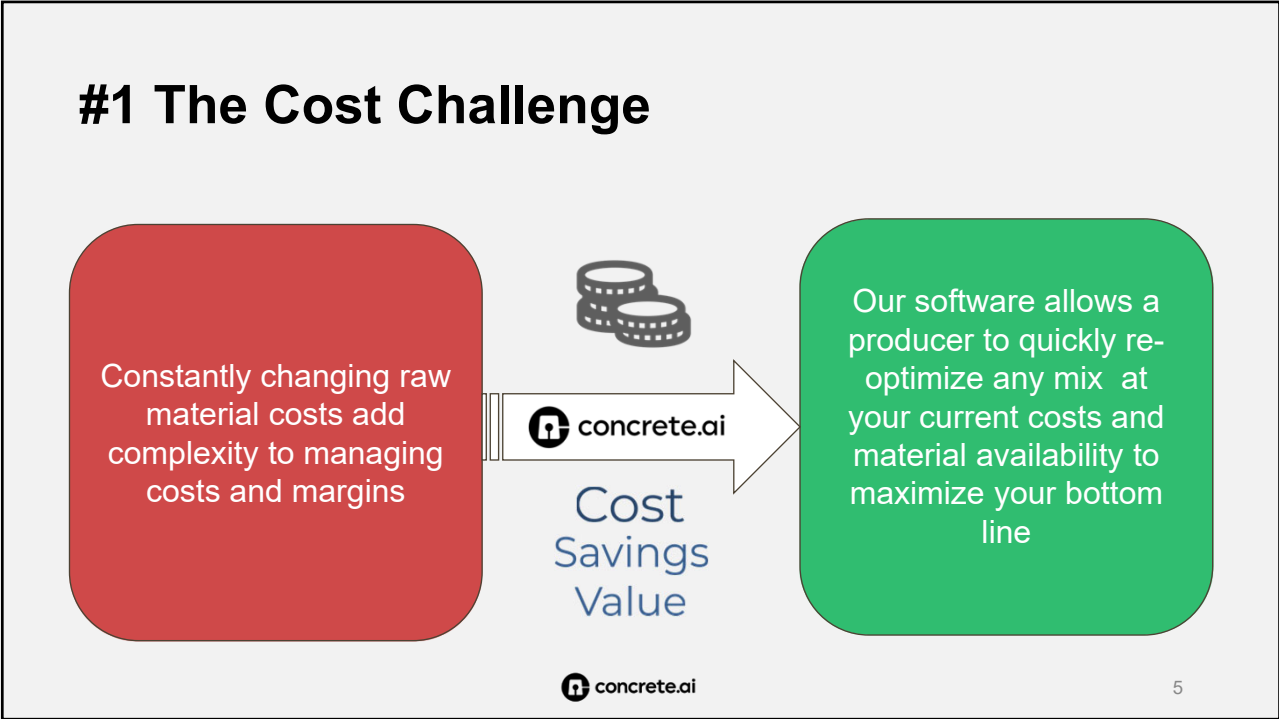 #1 The Cost Challenge
Constantly changing raw
material costs add
complexity to managing
costs and margins
concrete.ai
Cost
Savings
Value
Our software allows a
producer to quickly re-
optimize any mix  at
your current costs and
material availability to
maximize your bottom
line
concrete.ai
5